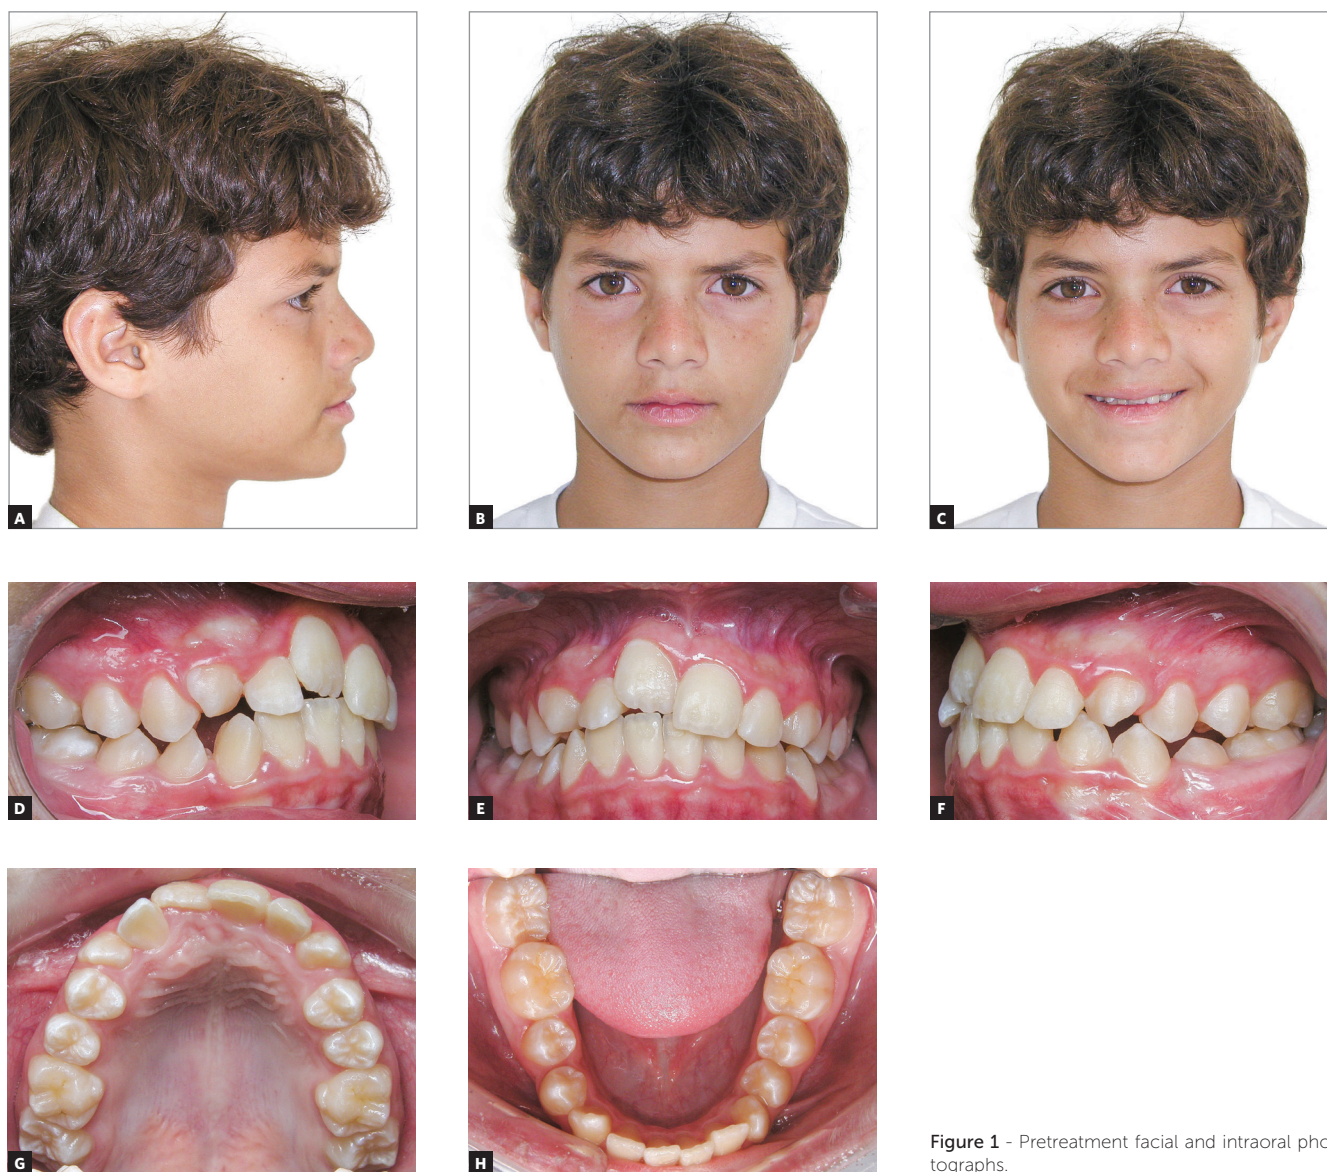 A
B
C
D
E
F
G
H
Figure 1 - Pretreatment facial and intraoral pho-
tographs.